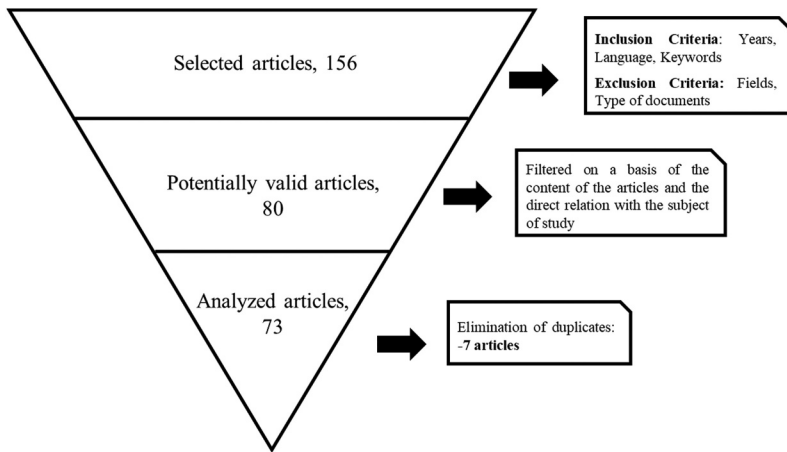 Selected articles, 156
Inclusion Criteria: Years,
Language, Keywords
Exclusion Criteria: Fields,
Type of documents
Potentially valid articles,
80
Filtered on a basis of the
content of the articles and the
direct relation with the subject
of study
Analyzed articles,
73
Elimination of duplicates:
-7 articles